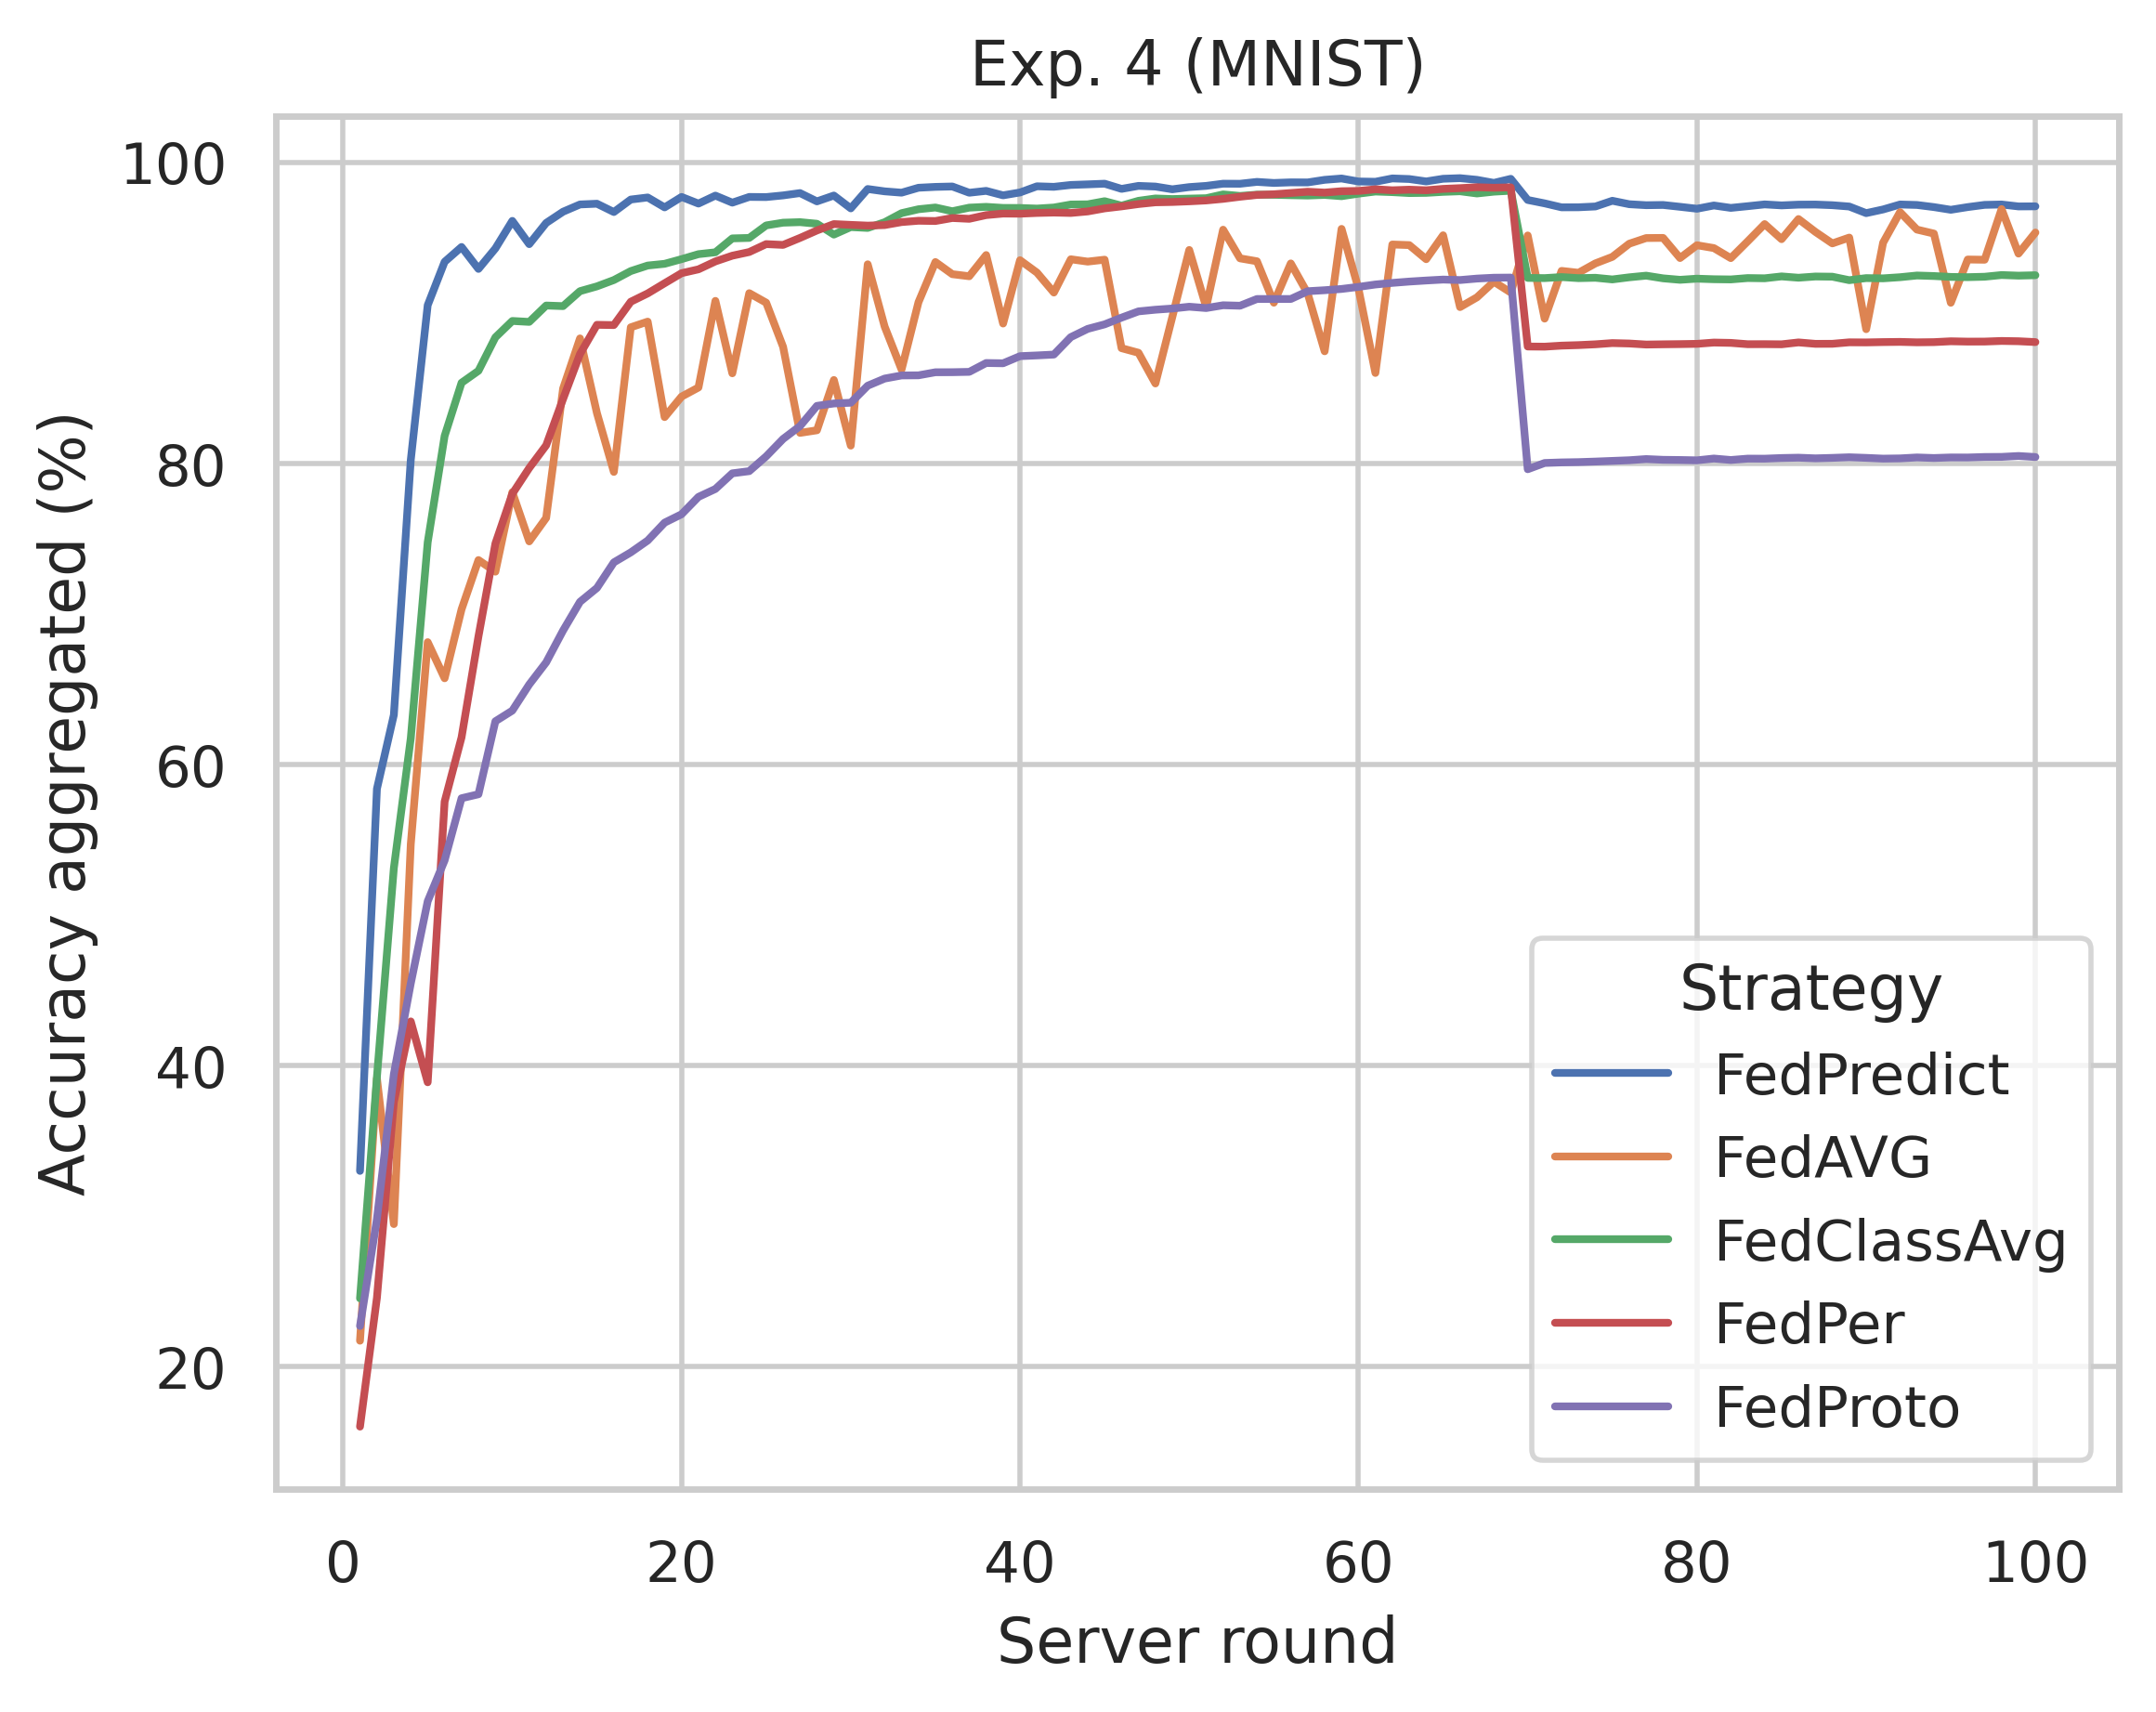 Exp. 4 (MNIST)
Accuracy aggregated (%)
100
80
60
40
20
0 20 40 60 80 100
Server round
Strategy
FedPredict
FedAVG
FedClassAvg
FedPer
FedProto